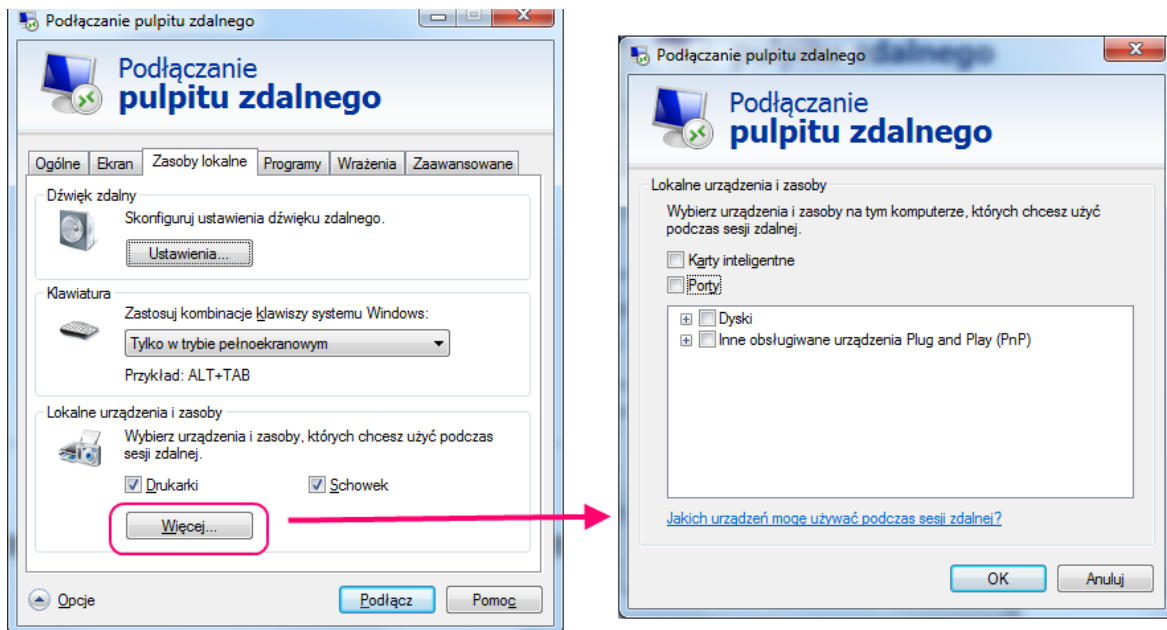 Podłączanie pulpitu zdalnego
Podłączanie
pulpitu zdalnego
Ogólne Ekran Zasoby lokalne Programy Wrażenia Zaawansowane
Dźwięk zdalny
Skonfiguruj ustawienia dźwięku zdalnego.
Ustawienia...
Klawiatura
Zastosuj kombinacje klawiszy systemu Windows:
Tylko w trybie pełnoekranowym
Przykład: ALT+TAB
Lokalne urządzenia i zasoby
Wybierz urządzenia i zasoby, których chcesz użyć podczas
sesji zdalnej.
Drukarki Schowek
Więcej...
Opcje Podłącz Pomoc
Podłączanie pulpitu zdalnego
Podłączanie
pulpitu zdalnego
Lokalne urządzenia i zasoby
Wybierz urządzenia i zasoby na tym komputerze, których chcesz użyć
podczas sesji zdalnej.
Karty inteligentne
Porty
Dyski
Inne obsługiwane urządzenia Plug and Play (PnP)
Jakich urządzeń mogę używać podczas sesji zdalnej?
OK Anuluj